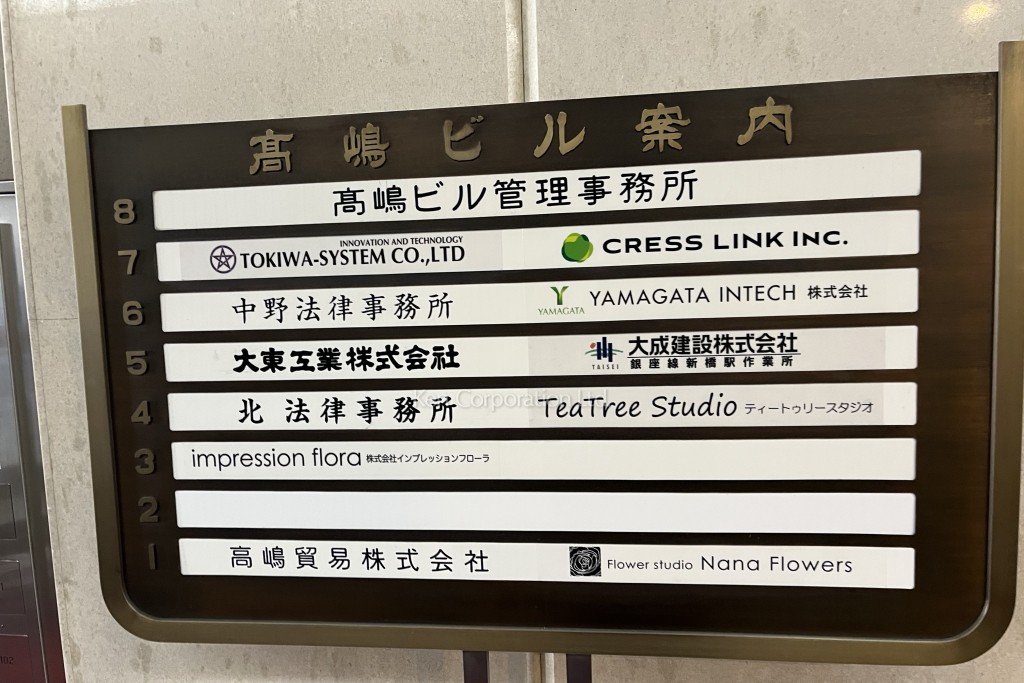 髙嶋ビル案内
8 髙嶋ビル管理事務所
7 INNOVATION AND TECHNOLOGY
TOKIWA-SYSTEM CO.,LTD
CRESS LINK INC.
6 中野法律事務所
YAMAGATA
YAMAGATA INTECH 株式会社
5 大東工業株式会社
TAISEI
大成建設株式会社
銀座線新橋駅作業所
4 北 法律事務所
TeaTree Studio ティートゥリースタジオ
Ken Corporation Ltd
3 impression flora 株式会社インプレッションフローラ
2
1 高嶋貿易株式会社
Flower studio Nana Flowers
102